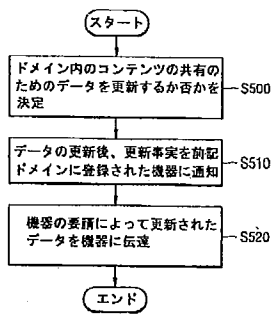 スタート
ドメイン内のコンテンツの共有の
ためのデータを更新するか否かを
決定
S500
データの更新後、更新事実を前記
ドメインに登録された機器に通知
S510
機器の要請によって更新された
データを機器に伝達
S520
エンド